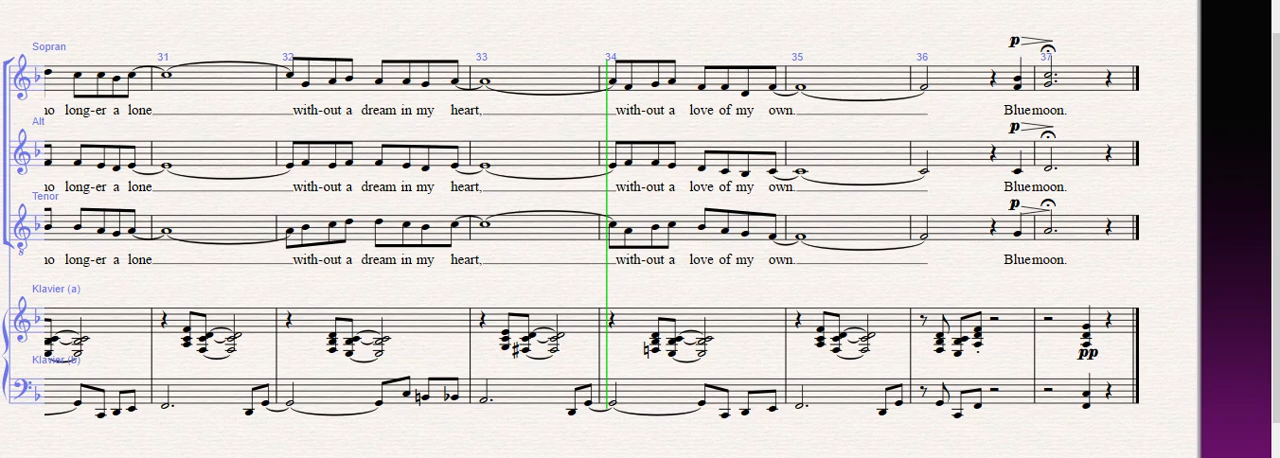 p
Sopran
31 32 33 34 35 36 37
no long-er a lone with-out a dream in my heart, with-out a love of my own. Blue moon.
Alt
p
no long-er a lone with-out a dream in my heart, with-out a love of my own. Blue moon.
Tenor
p
no long-er a lone with-out a dream in my heart, with-out a love of my own. Blue moon.
8
Klavier (a)
pp
Klavier (b)